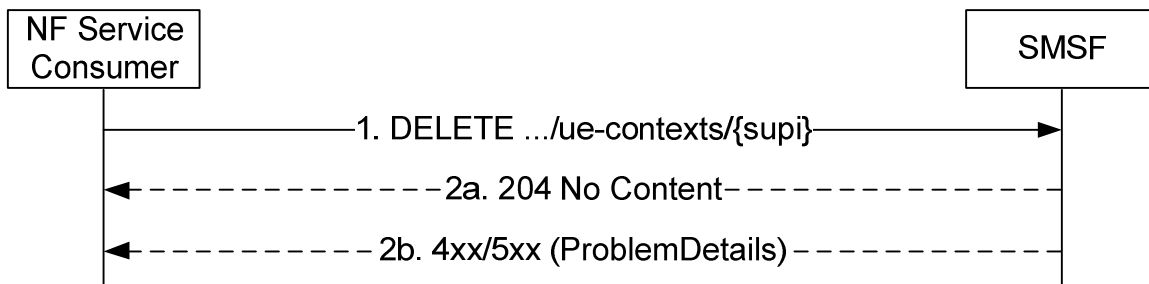 NF Service
Consumer
SMSF
1. DELETE .../ue-contexts/{supi}
2a. 204 No Content
2b. 4xx/5xx (ProblemDetails)